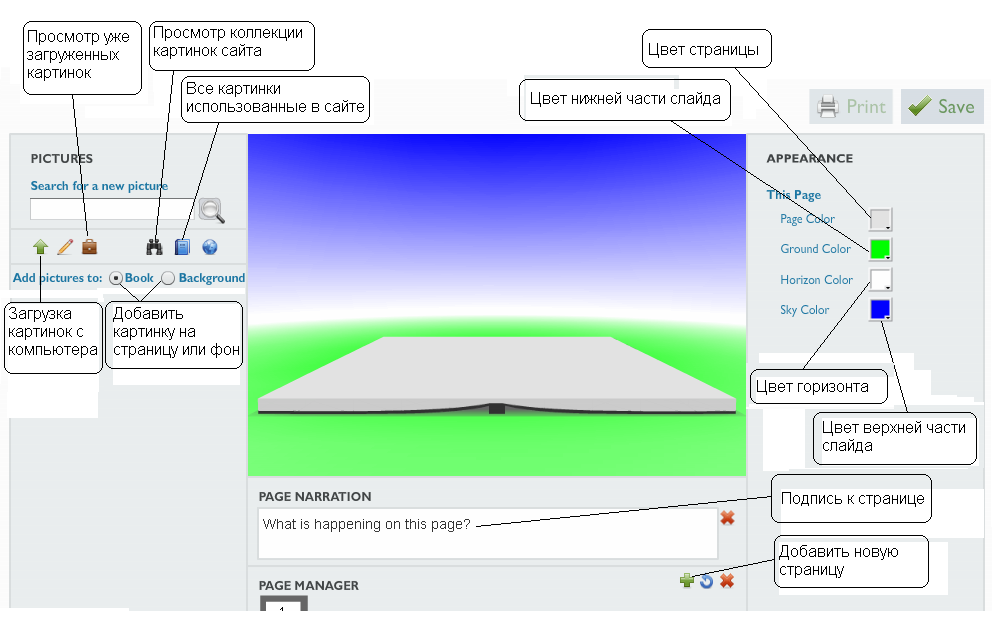 Просмотр уже
загруженных
картинок
Просмотр коллекции
картинок сайта
Все картинки
использованные в сайте
Цвет страницы
Цвет нижней части слайда
Print
Save
PICTURES
Search for a new picture
Add pictures to:
Book
Background
Загрузка
картинок с
компьютера
Добавить
картинку на
страницу или фон
APPEARANCE
This Page
Page Color
Ground Color
Horizon Color
Sky Color
Цвет горизонта
Цвет верхней части
слайда
PAGE NARRATION
What is happening on this page?
Подпись к странице
Добавить новую
страницу
PAGE MANAGER
1